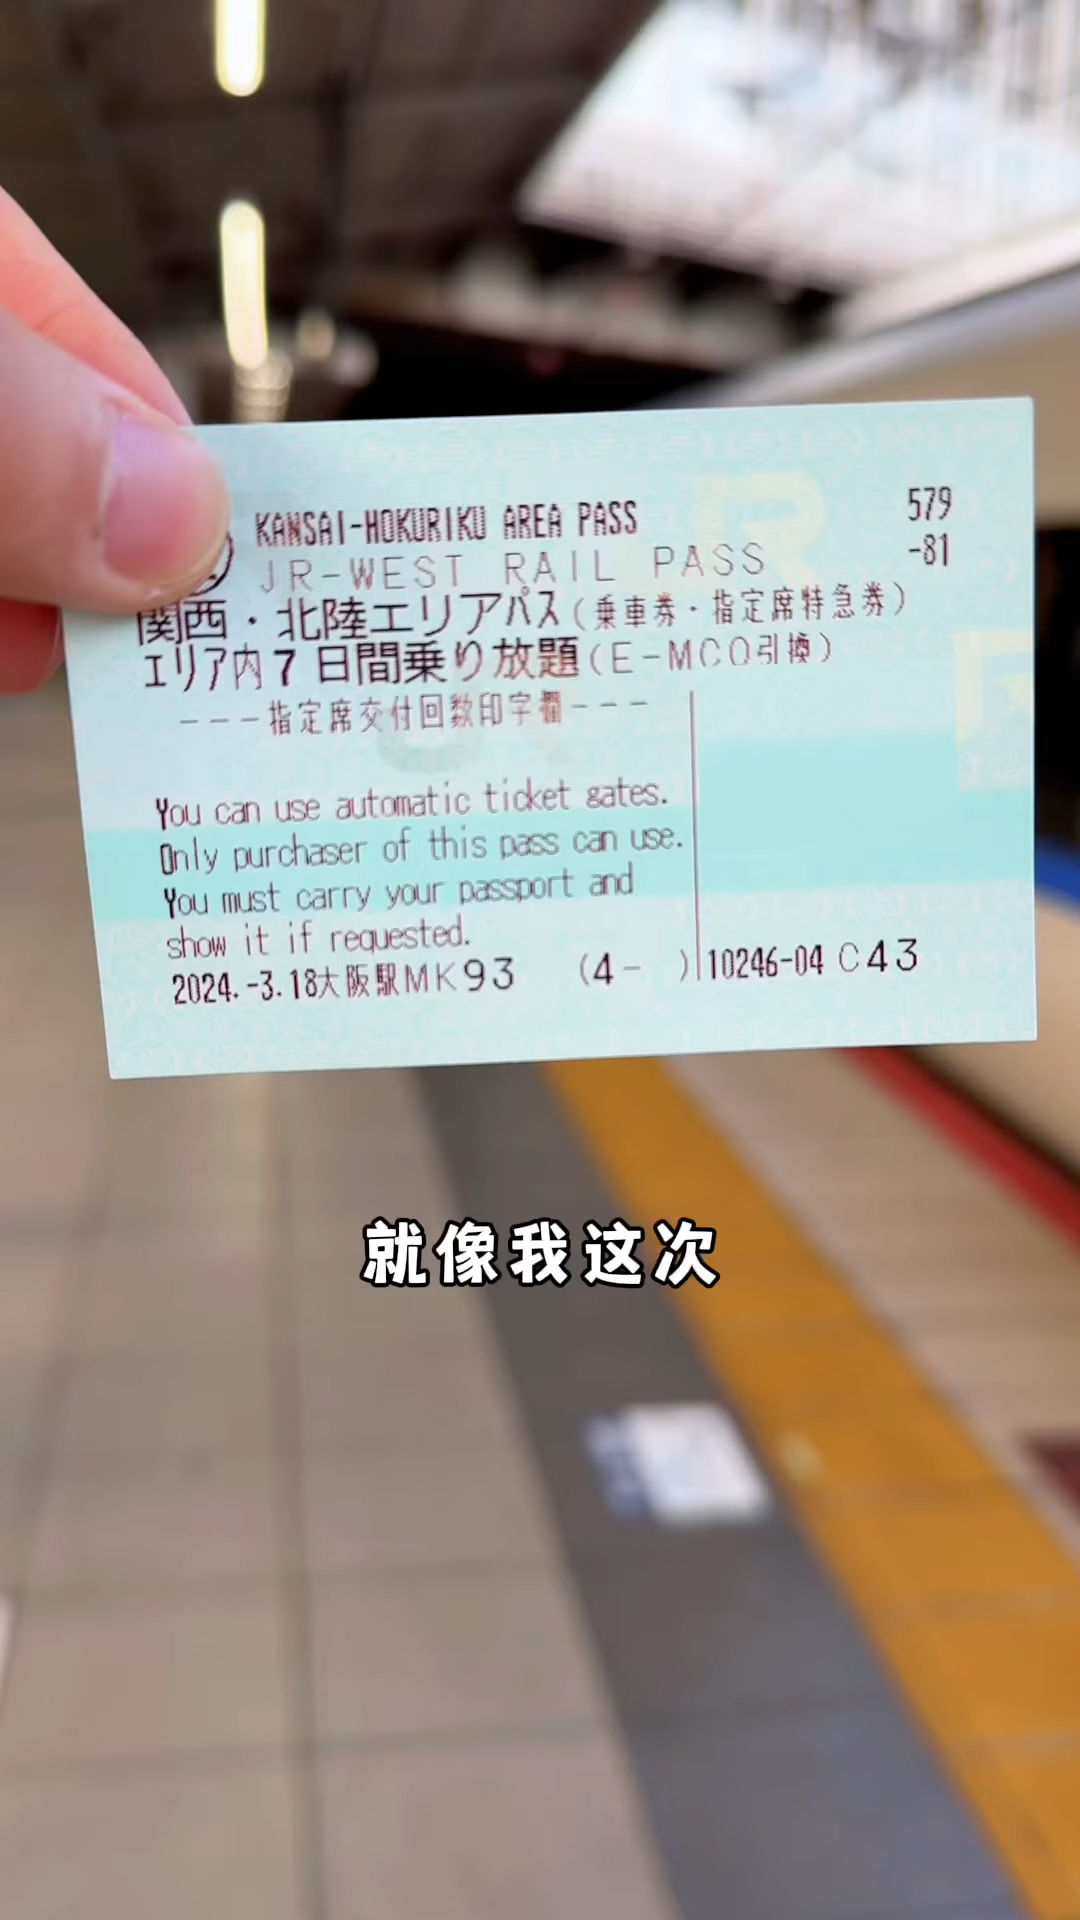 KANSAI-HOKURIKU AREA PASS
579
JR-WEST RAIL PASS
-81
関西・北陸エリアパス(乗車券・指定席特急券)
エリア内7日間乗り放題(E-MCO引換)
---指定席交付回数印字欄---
You can use automatic ticket gates.
Only purchaser of this pass can use.
You must carry your passport and
show it if requested.
2024.-3.18大阪駅MK93 (4- )10246-04 C43
就像我这次